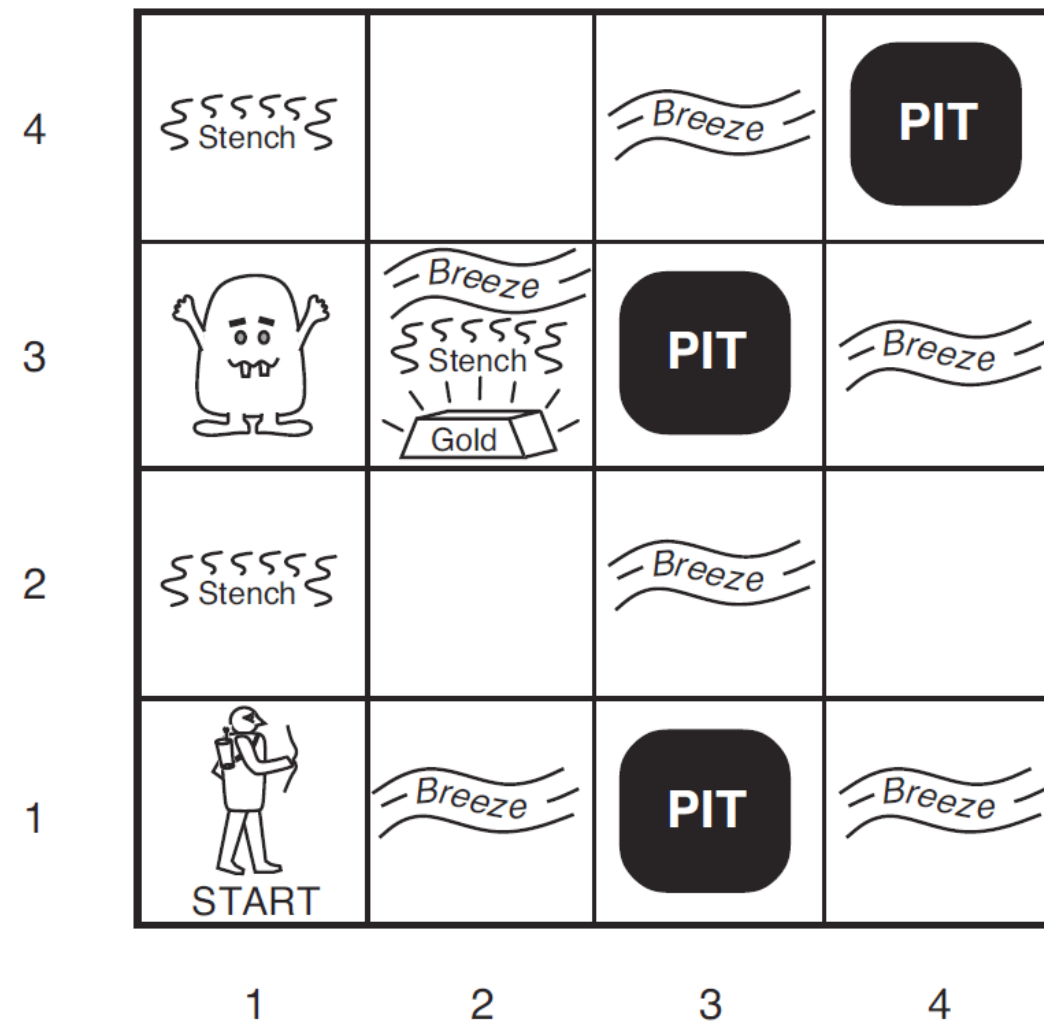 4
Stench
Breeze
PIT
3
Breeze
Stench
Gold
PIT
Breeze
2
Stench
Breeze
1
START
Breeze
PIT
Breeze
1 2 3 4